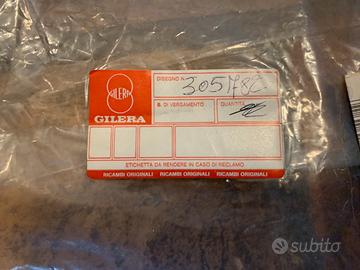 GILERA
GILERA
DISEGNO N. 305782
B. DI VERSAMENTO
QUANTITÀ
ETICHETTA DA RENDERE IN CASO DI RECLAMO
RICAMBI ORIGINALI RICAMBI ORIGINALI RICAMBI ORIGINALI
subito